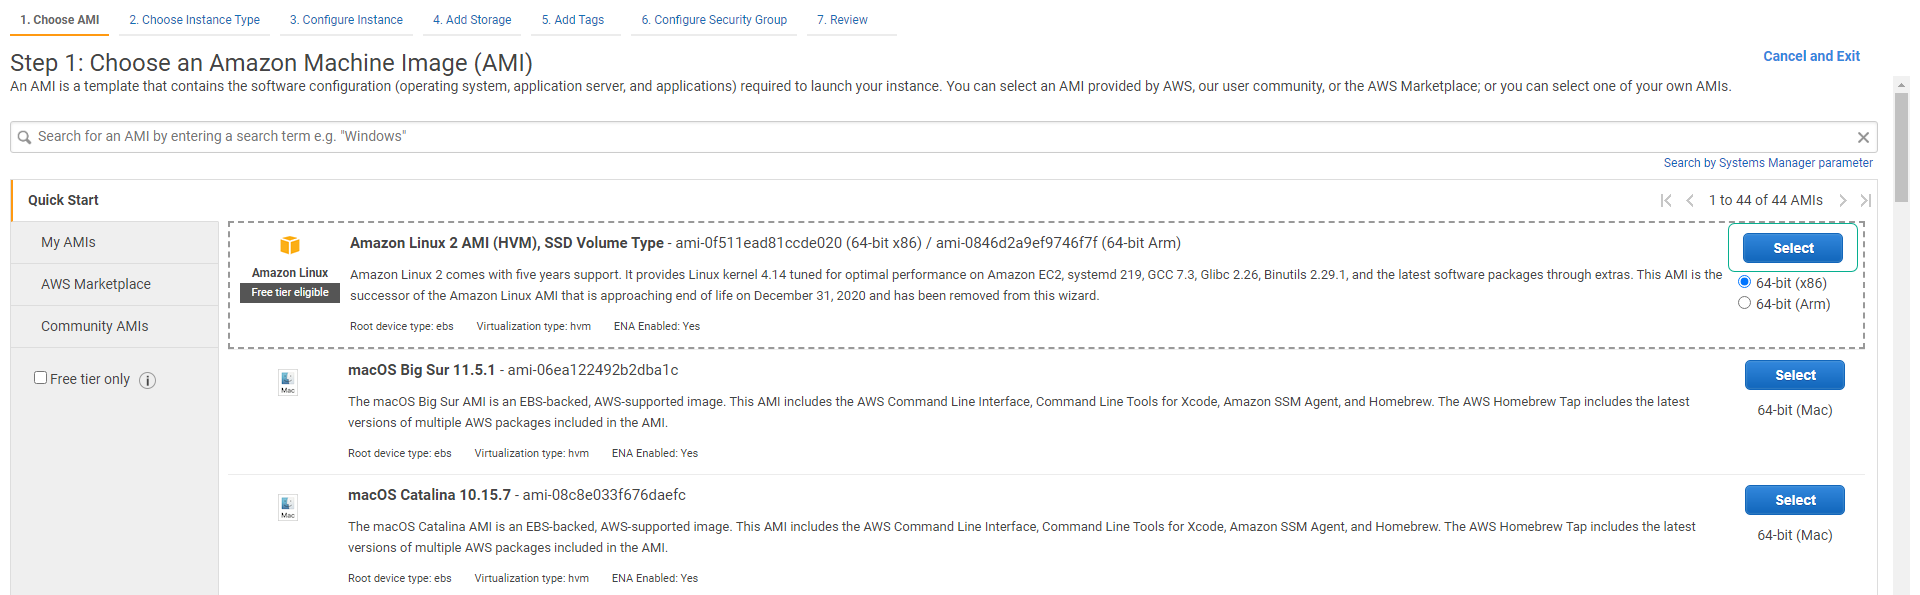 1. Choose AMI 2. Choose Instance Type 3. Configure Instance 4. Add Storage 5. Add Tags 6. Configure Security Group 7. Review
Step 1: Choose an Amazon Machine Image (AMI)
Cancel and Exit
An AMI is a template that contains the software configuration (operating system, application server, and applications) required to launch your instance. You can select an AMI provided by AWS, our user community, or the AWS Marketplace; or you can select one of your own AMIs.
Search for an AMI by entering a search term e.g. "Windows"
Search by Systems Manager parameter
Quick Start
1 to 44 of 44 AMIs
My AMIs
AWS Marketplace
Community AMIs
Free tier only
Amazon Linux
Free tier eligible
Amazon Linux 2 AMI (HVM), SSD Volume Type - ami-0f511ead81ccde020 (64-bit x86) / ami-0846d2a9ef9746f7f (64-bit Arm)
Amazon Linux 2 comes with five years support. It provides Linux kernel 4.14 tuned for optimal performance on Amazon EC2, systemd 219, GCC 7.3, Glibc 2.26, Binutils 2.29.1, and the latest software packages through extras. This AMI is the
successor of the Amazon Linux AMI that is approaching end of life on December 31, 2020 and has been removed from this wizard.
Root device type: ebs Virtualization type: hvm ENA Enabled: Yes
Select
64-bit (x86)
64-bit (Arm)
Mac
macOS Big Sur 11.5.1 - ami-06ea122492b2dba1c
The macOS Big Sur AMI is an EBS-backed, AWS-supported image. This AMI includes the AWS Command Line Interface, Command Line Tools for Xcode, Amazon SSM Agent, and Homebrew. The AWS Homebrew Tap includes the latest
versions of multiple AWS packages included in the AMI.
Root device type: ebs Virtualization type: hvm ENA Enabled: Yes
Select
64-bit (Mac)
Mac
macOS Catalina 10.15.7 - ami-08c8e033f676daefc
The macOS Catalina AMI is an EBS-backed, AWS-supported image. This AMI includes the AWS Command Line Interface, Command Line Tools for Xcode, Amazon SSM Agent, and Homebrew. The AWS Homebrew Tap includes the latest
versions of multiple AWS packages included in the AMI.
Root device type: ebs Virtualization type: hvm ENA Enabled: Yes
Select
64-bit (Mac)